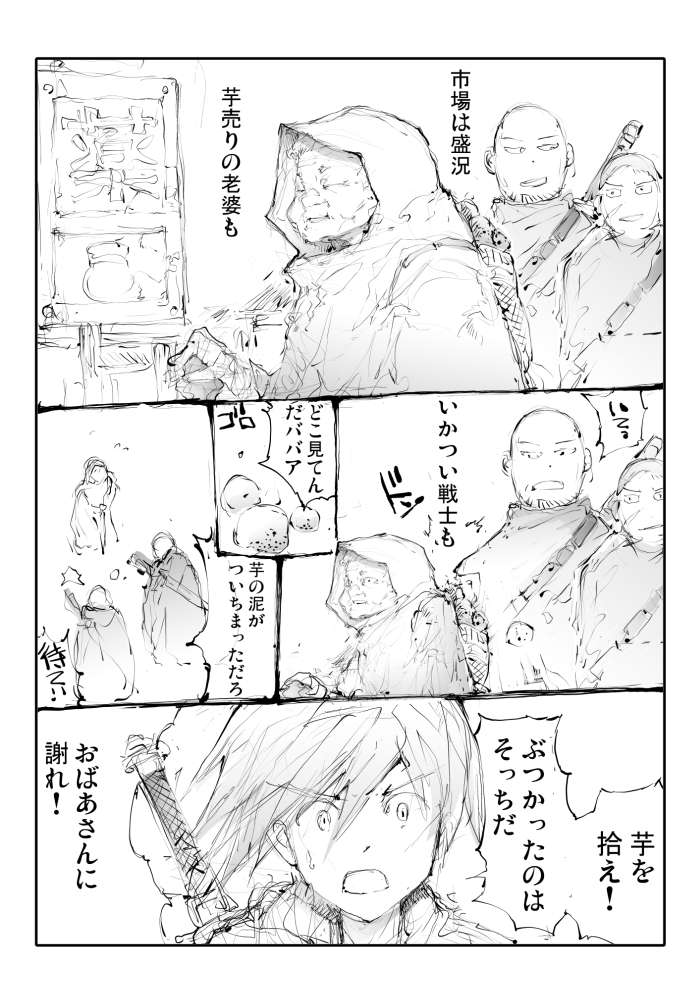 市場は盛況
芋売りの老婆も
いてっ
いかつい戦士も
ドン
どこ見てん
だババア
ゴロ
芋の泥が
ついちまっただろ
待てい
芋を
拾え!
ぶつかったのは
そっちだ
おばあさんに
謝れ!